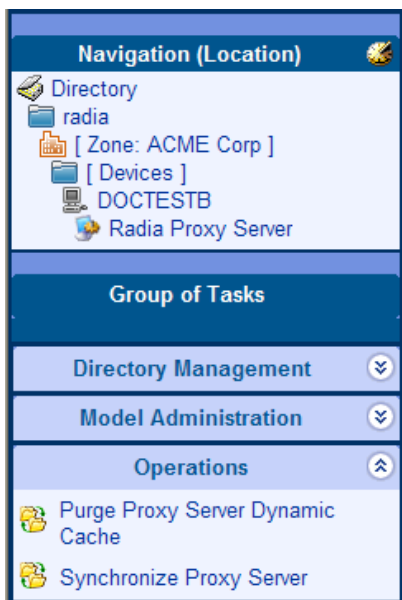 Navigation (Location)
Directory
radia
[ Zone: ACME Corp ]
[ Devices ]
DOCTESTB
Radia Proxy Server
Group of Tasks
Directory Management
Model Administration
Operations
Purge Proxy Server Dynamic
Cache
Synchronize Proxy Server